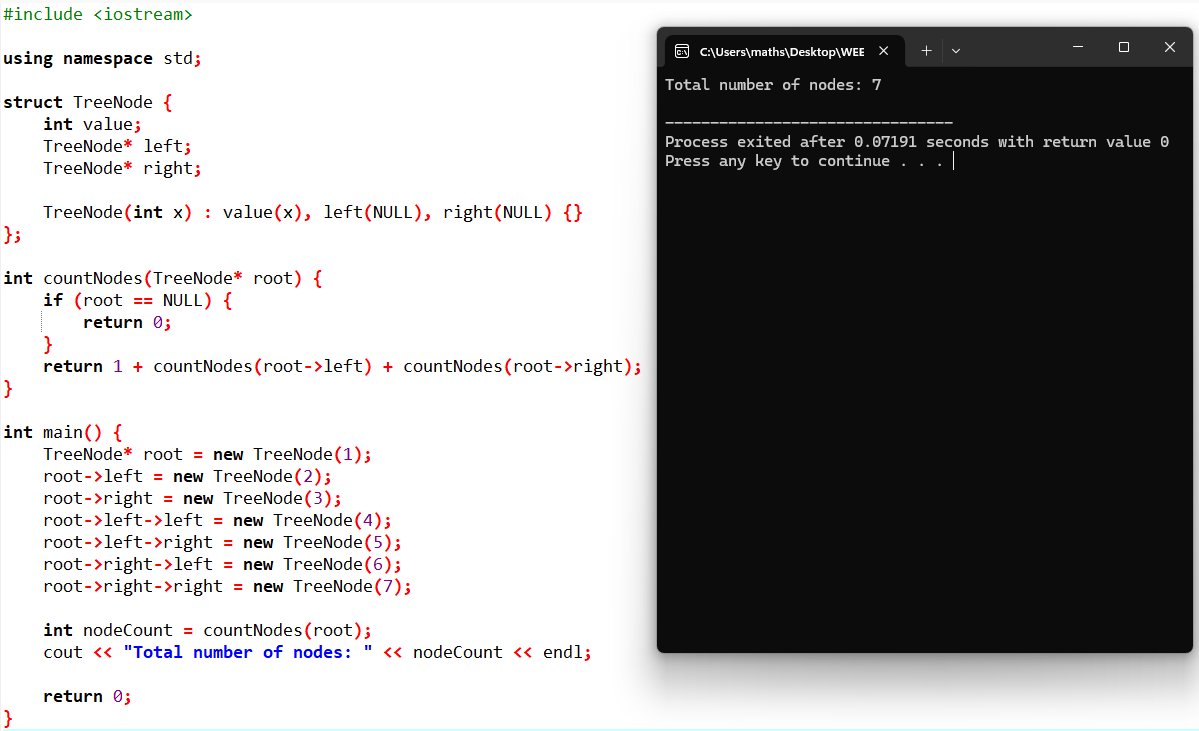 #include <iostream>
using namespace std;
struct TreeNode {
    int value;
    TreeNode* left;
    TreeNode* right;
    TreeNode(int x) : value(x), left(NULL), right(NULL) {}
};
int countNodes(TreeNode* root) {
    if (root == NULL) {
        return 0;
    }
    return 1 + countNodes(root->left) + countNodes(root->right);
}
int main() {
    TreeNode* root = new TreeNode(1);
    root->left = new TreeNode(2);
    root->right = new TreeNode(3);
    root->left->left = new TreeNode(4);
    root->left->right = new TreeNode(5);
    root->right->left = new TreeNode(6);
    root->right->right = new TreeNode(7);
    int nodeCount = countNodes(root);
    cout << "Total number of nodes: " << nodeCount << endl;
    return 0;
}
C:\Users\maths\Desktop\WEE
Total number of nodes: 7
--------------------------------
Process exited after 0.07191 seconds with return value 0
Press any key to continue . . .